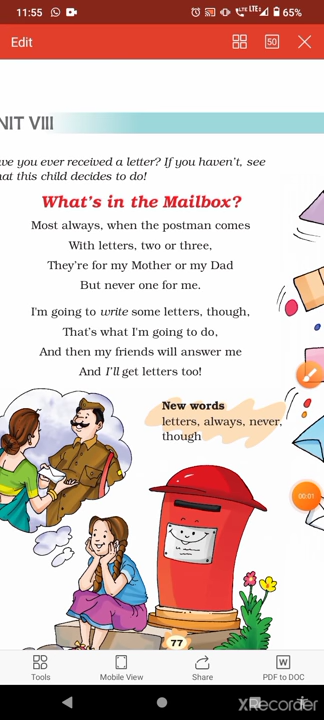 11:55
65%
Edit
50
NIT VIII
ve you ever received a letter? If you haven't, see
at this child decides to do!
What's in the Mailbox?
Most always, when the postman comes
With letters, two or three,
They're for my Mother or my Dad
But never one for me.
I'm going to write some letters, though,
That's what I'm going to do,
And then my friends will answer me
And I'll get letters too!
New words
letters, always, never,
though
00:01
77
W
Tools
Mobile View
Share
PDF to DOC
XRecorder